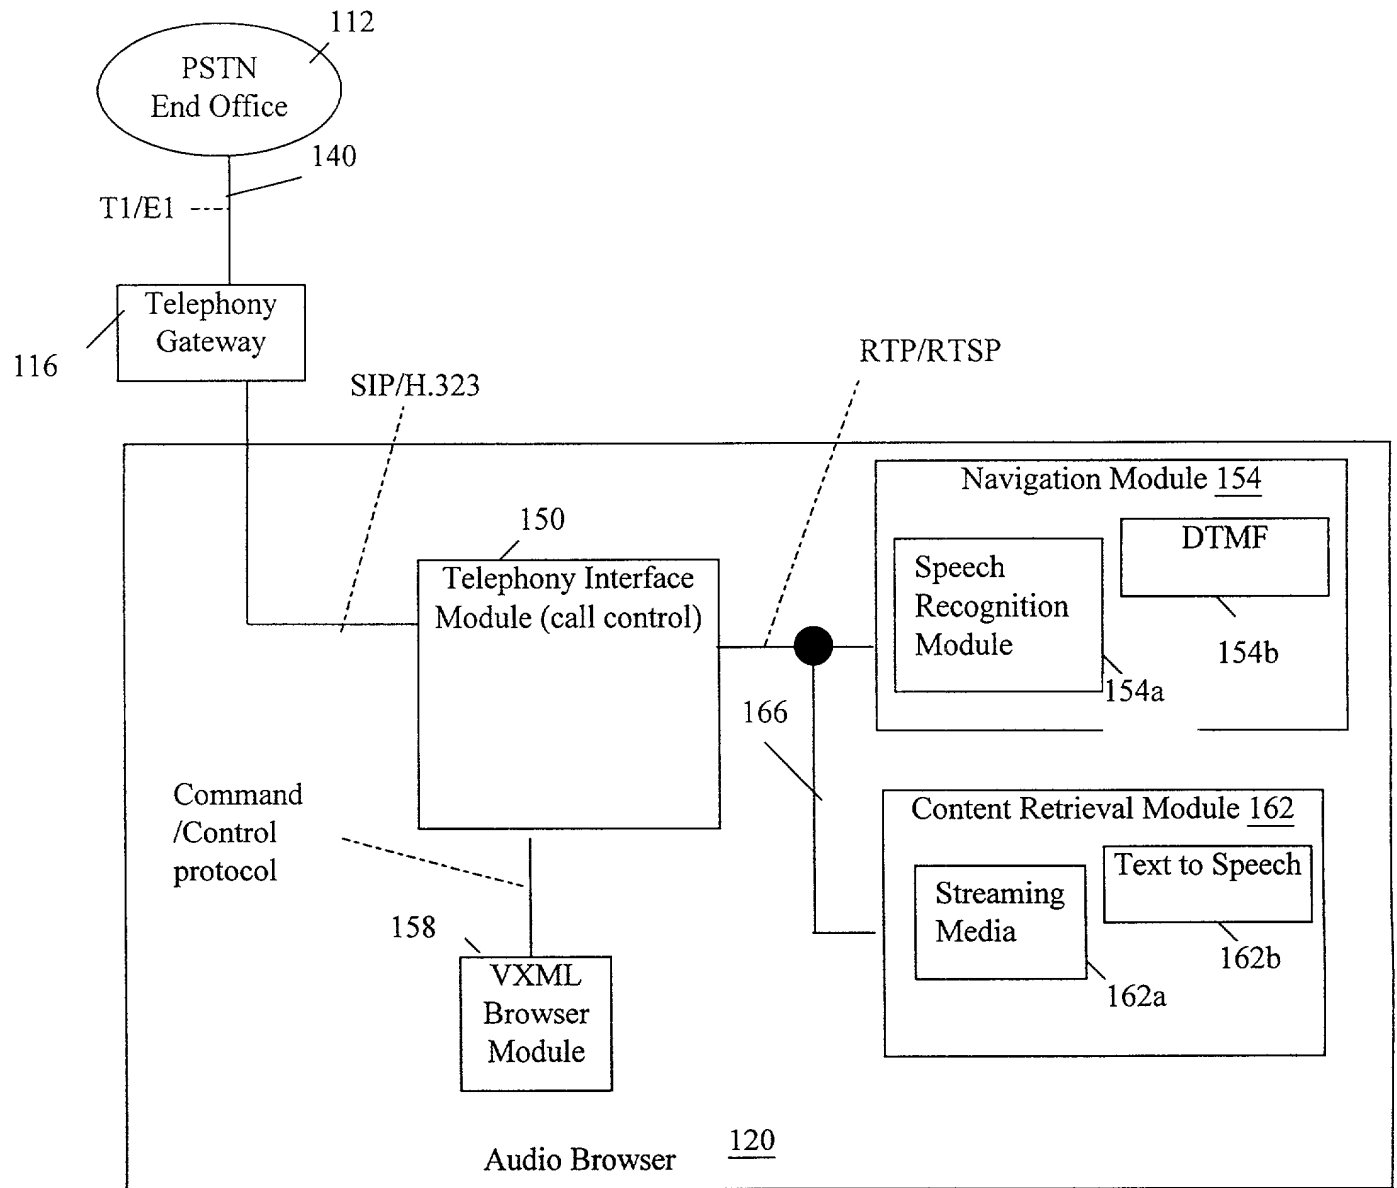 112
PSTN
End Office
140
T1/E1
Telephony
Gateway
116
SIP/H.323
RTP/RTSP
Navigation Module 154
150
DTMF
Telephony Interface
Module (call control)
Speech
Recognition
Module
154b
154a
166
Command
/Control
protocol
Content Retrieval Module 162
Text to Speech
Streaming
Media
158
162b
VXML
Browser
Module
162a
Audio Browser 120